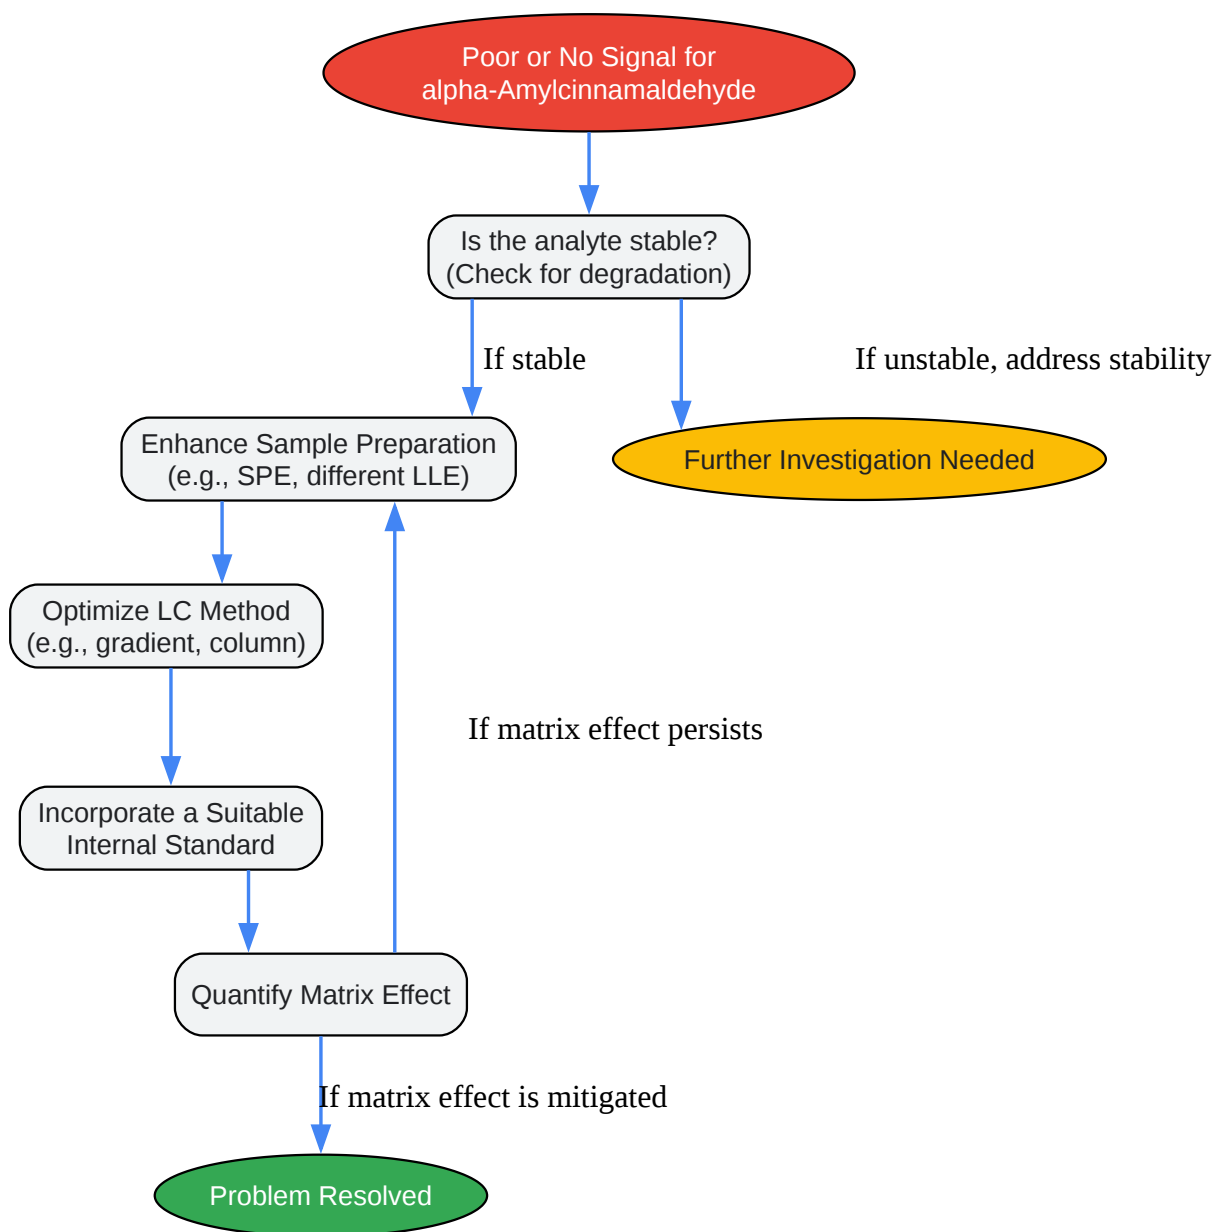 Poor or No Signal for
alpha-Amylcinnamaldehyde
Is the analyte stable?
(Check for degradation)
If stable
If unstable, address stability
Enhance Sample Preparation
(e.g., SPE, different LLE)
Further Investigation Needed
Optimize LC Method
(e.g., gradient, column)
If matrix effect persists
Incorporate a Suitable
Internal Standard
Quantify Matrix Effect
If matrix effect is mitigated
Problem Resolved